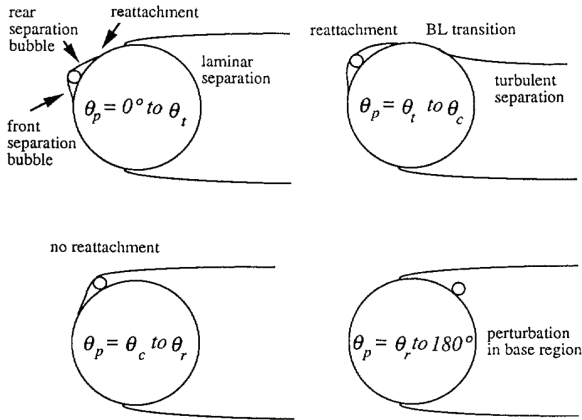 rear
separation
bubble
reattachment
laminar
separation
front
separation
bubble
θp = 0° to θt
reattachment
BL transition
turbulent
separation
θp = θt to θc
no reattachment
θp = θc to θr
θp = θr to 180°
perturbation
in base region